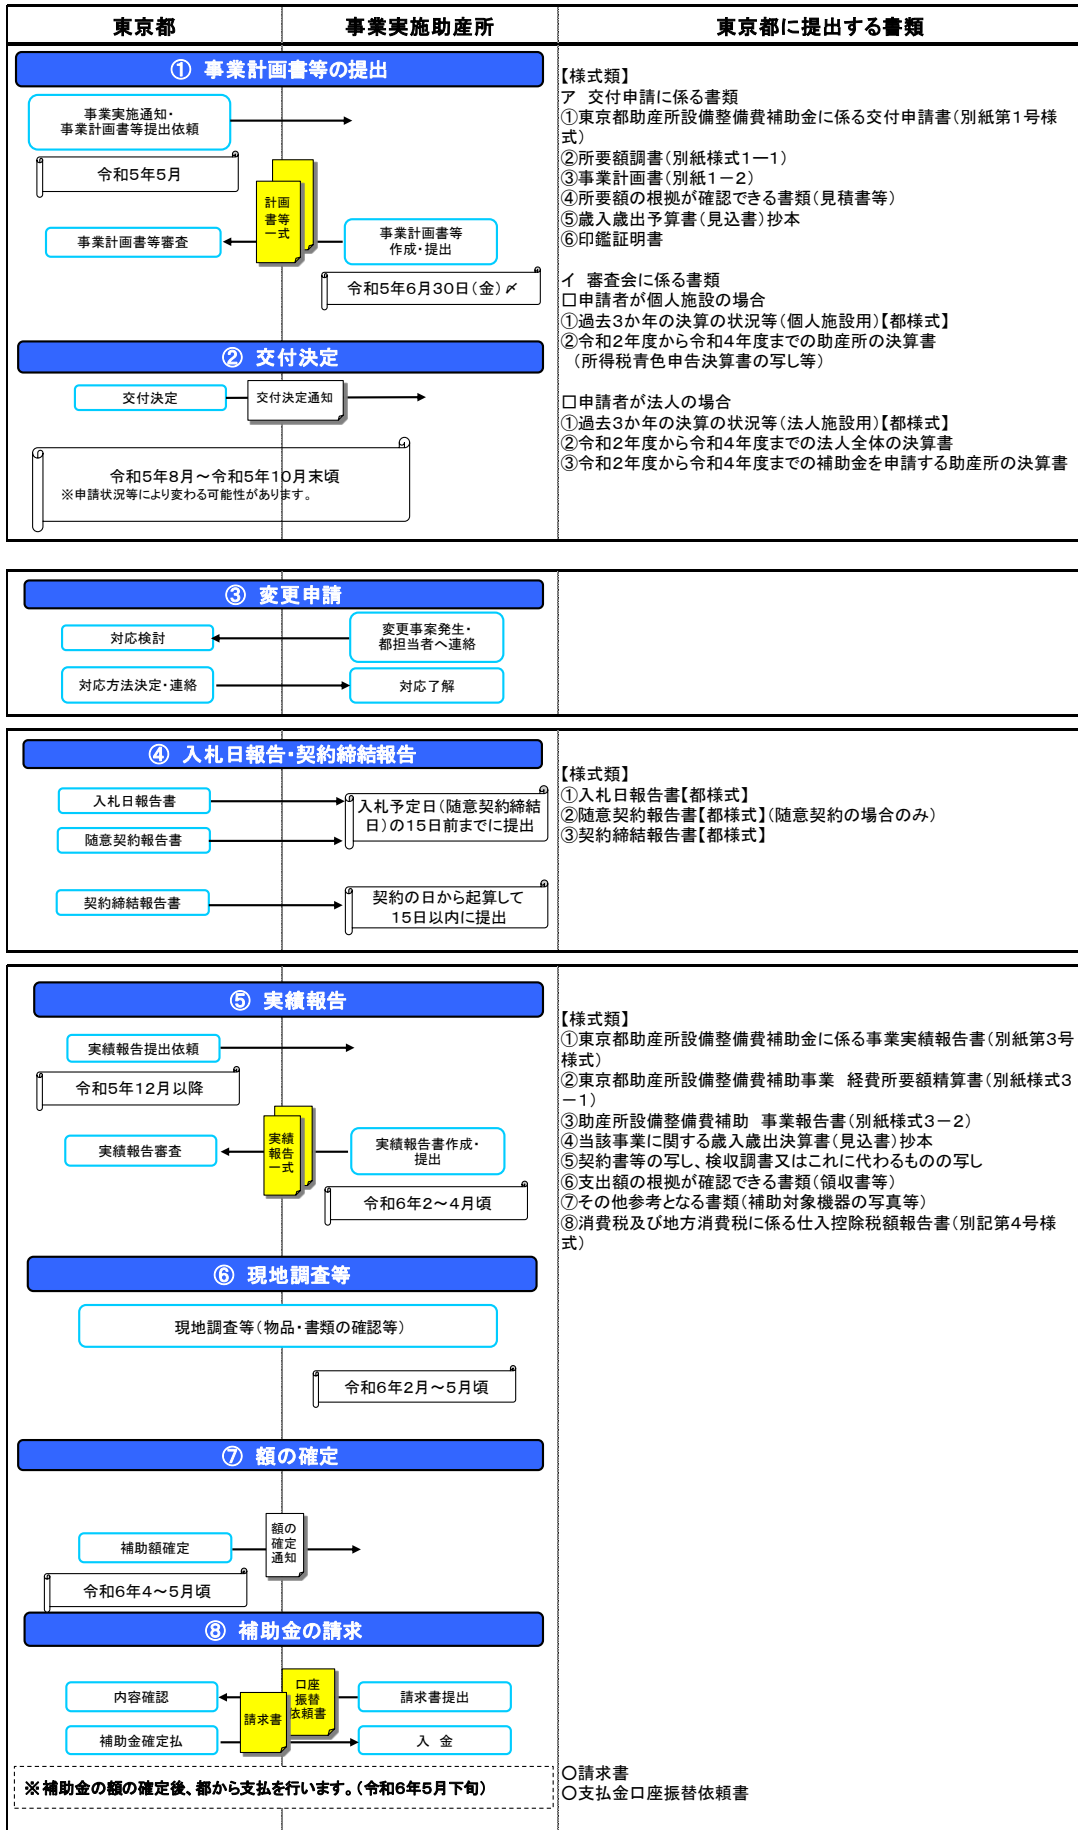 東京都
事業実施助産所
東京都に提出する書類
① 事業計画書等の提出
事業実施通知・
事業計画書等提出依頼
令和5年5月
計画
書等
一式
事業計画書等審査
事業計画書等
作成・提出
令和5年6月30日(金)〆
② 交付決定
交付決定
交付決定通知
令和5年8月～令和5年10月末頃
※申請状況等により変わる可能性があります。
【様式類】
ア 交付申請に係る書類
①東京都助産所設備整備費補助金に係る交付申請書(別紙第1号様
式)
②所要額調書(別紙様式1ー1)
③事業計画書(別紙1－2)
④所要額の根拠が確認できる書類(見積書等)
⑤歳入歳出予算書(見込書)抄本
⑥印鑑証明書
イ 審査会に係る書類
□申請者が個人施設の場合
①過去3か年の決算の状況等(個人施設用)【都様式】
②令和2年度から令和4年度までの助産所の決算書
(所得税青色申告決算書の写し等)
□申請者が法人の場合
①過去3か年の決算の状況等(法人施設用)【都様式】
②令和2年度から令和4年度までの法人全体の決算書
③令和2年度から令和4年度までの補助金を申請する助産所の決算書
③ 変更申請
対応検討
変更事案発生・
都担当者へ連絡
対応方法決定・連絡
対応了解
④ 入札日報告・契約締結報告
入札日報告書
随意契約報告書
入札予定日(随意契約締結
日)の15日前までに提出
契約締結報告書
契約の日から起算して
15日以内に提出
【様式類】
①入札日報告書【都様式】
②随意契約報告書【都様式】(随意契約の場合のみ)
③契約締結報告書【都様式】
⑤ 実績報告
実績報告提出依頼
令和5年12月以降
実績
報告
一式
実績報告審査
実績報告書作成・
提出
令和6年2～4月頃
【様式類】
①東京都助産所設備整備費補助金に係る事業実績報告書(別紙第3号
様式)
②東京都助産所設備整備費補助事業 経費所要額精算書(別紙様式3
－1)
③助産所設備整備費補助 事業報告書(別紙様式3－2)
④当該事業に関する歳入歳出決算書(見込書)抄本
⑤契約書等の写し、検収調書又はこれに代わるものの写し
⑥支出額の根拠が確認できる書類(領収書等)
⑦その他参考となる書類(補助対象機器の写真等)
⑧消費税及び地方消費税に係る仕入控除税額報告書(別記第4号様
式)
⑥ 現地調査等
現地調査等(物品・書類の確認等)
令和6年2月～5月頃
⑦ 額の確定
補助額確定
額の
確定
通知
令和6年4～5月頃
⑧ 補助金の請求
内容確認
請求書
口座
振替
依頼書
請求書提出
補助金確定払
入 金
※補助金の額の確定後、都から支払を行います。(令和6年5月下旬)
○請求書
○支払金口座振替依頼書